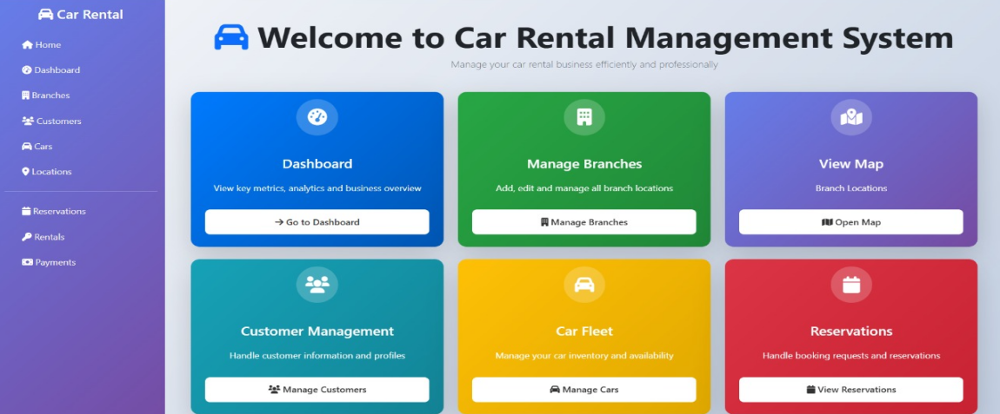 Car Rental
Home
Dashboard
Branches
Customers
Cars
Locations
Reservations
Rentals
Payments
Welcome to Car Rental Management System
Manage your car rental business efficiently and professionally
Dashboard
View key metrics, analytics and business overview
Go to Dashboard
Manage Branches
Add, edit and manage all branch locations
Manage Branches
View Map
Branch Locations
Open Map
Customer Management
Handle customer information and profiles
Manage Customers
Car Fleet
Manage your car inventory and availability
Manage Cars
Reservations
Handle booking requests and reservations
View Reservations